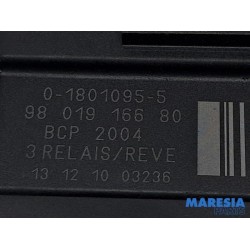 0-1801095-5
98 019 166 80
BCP 2004
3 RELAIS/REVE
13 12 10 03236
MARESIA